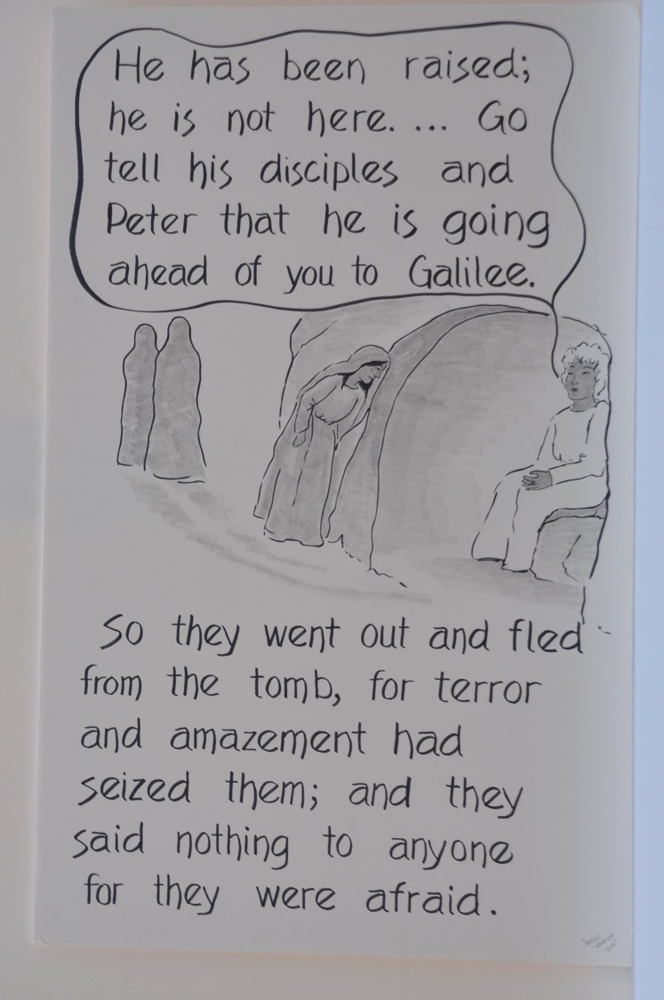 He has been raised;
he is not here. ... Go
tell his disciples and
Peter that he is going
ahead of you to Galilee.
So they went out and fled
from the tomb, for terror
and amazement had
seized them; and they
said nothing to anyone
for they were afraid.